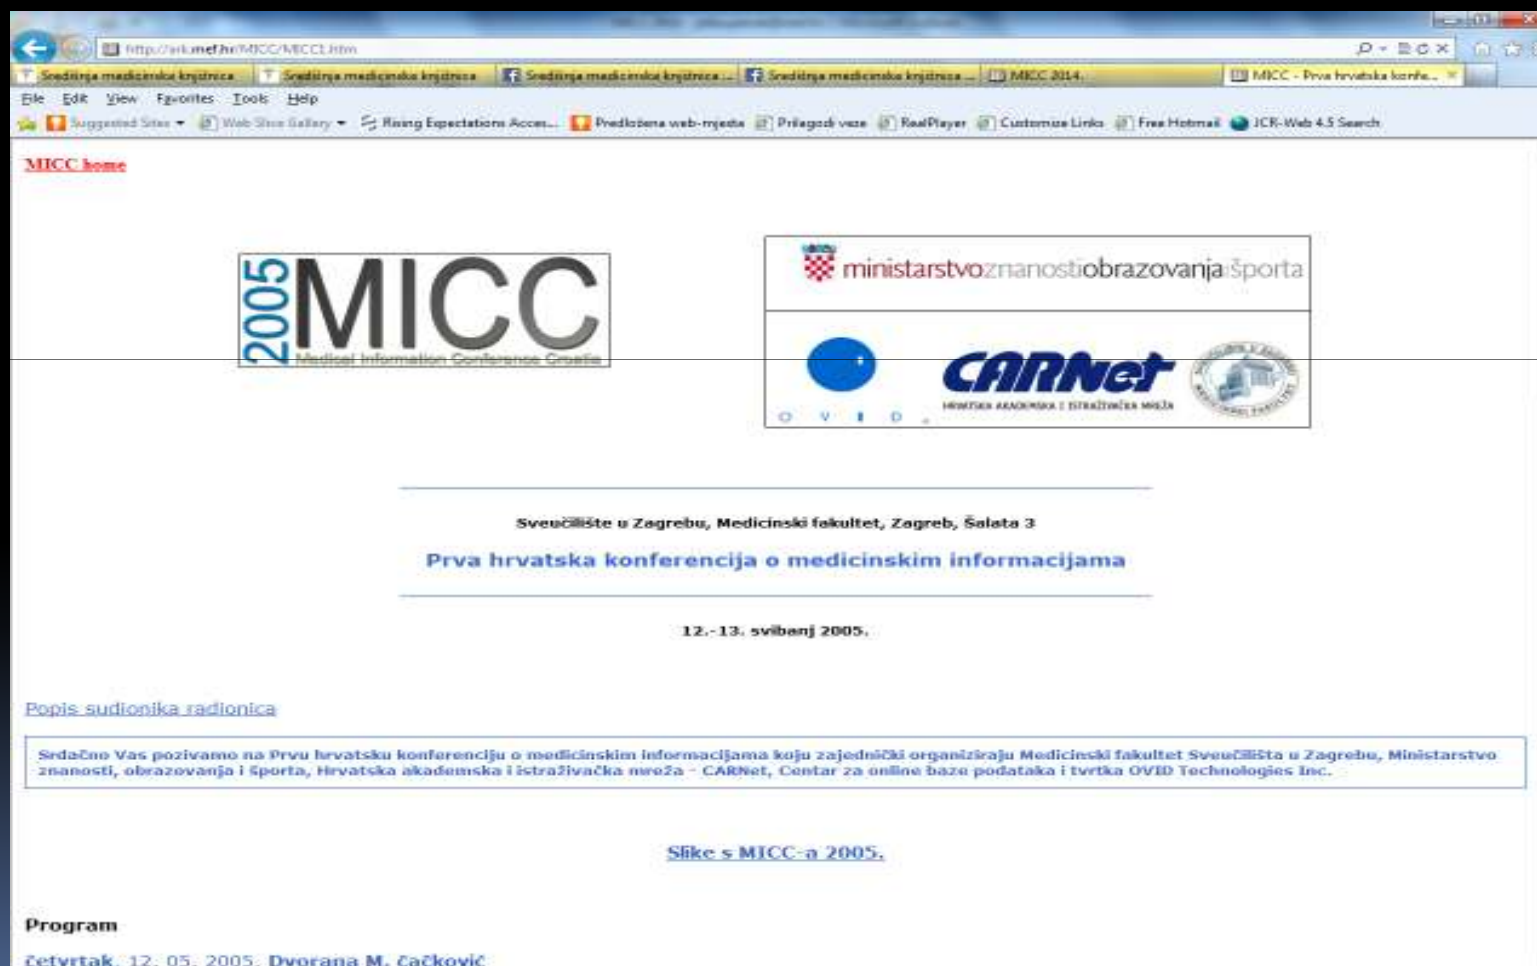 http://ark.mef.hr/MICC/MICC1.htm
Središnja medicinska knjižnica
Središnja medicinska knjižnica
Središnja medicinska knjižnica ...
Središnja medicinska knjižnica ...
MICC 2014.
MICC - Prva hrvatska konfe...
File Edit View Favorites Tools Help
Suggested Sites Web Slice Gallery Rising Expectations Acces... Predložena web-mjesta Prilagodi veze RealPlayer Customize Links Free Hotmail JCR-Web 4.5 Search
MICC home
2005
MICC
Medical Information Conference Croatia
ministarstvoznanostiobrazovanjašporta
OVID
CARNet
HRVATSKA AKADEMSKA I ISTRAŽIVAČKA MREŽA
Sveučilište u Zagrebu, Medicinski fakultet, Zagreb, Šalata 3
Prva hrvatska konferencija o medicinskim informacijama
12.-13. svibanj 2005.
Popis sudionika radionica
Srdačno Vas pozivamo na Prvu hrvatsku konferenciju o medicinskim informacijama koju zajednički organiziraju Medicinski fakultet Sveučilišta u Zagrebu, Ministarstvo
znanosti, obrazovanja i športa, Hrvatska akademska i istraživačka mreža - CARNet, Centar za online baze podataka i tvrtka OVID Technologies Inc.
Slike s MICC-a 2005.
Program
četvrtak, 12. 05. 2005. Dvorana M. Čačković